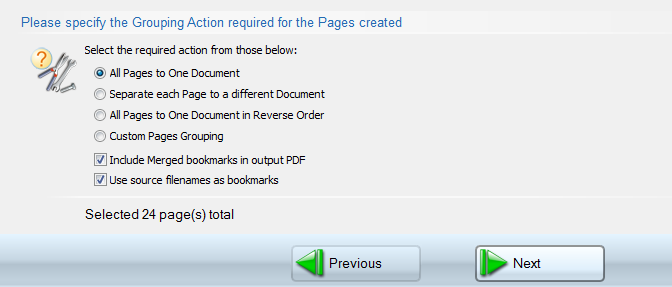 Please specify the Grouping Action required for the Pages created
Select the required action from those below:
All Pages to One Document
Separate each Page to a different Document
All Pages to One Document in Reverse Order
Custom Pages Grouping
Include Merged bookmarks in output PDF
Use source filenames as bookmarks
Selected 24 page(s) total
Previous
Next